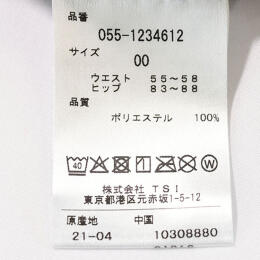 品番
055-1234612
サイズ
00
ウエスト 55～58
ヒップ 83～88
品質
ポリエステル 100%
40
株式会社 TSI
東京都港区元赤坂1-5-12
原産地 中国
21-04 10308880